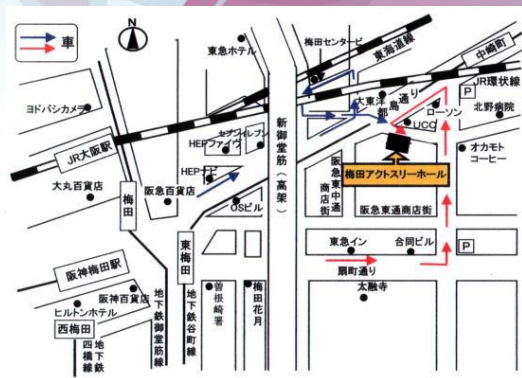 車
N
東急ホテル
梅田センタービル
東海道線
中崎町
JR環状線
P
北野病院
ヨドバシカメラ
大東洋
都島通り
ローソン
セブンイレブン
HEPファイヴ
UCC
オカモト
コーヒー
JR大阪駅
新御堂筋（高架）
HEPナビ
梅田アクトスリーホール
大丸百貨店
梅田
阪急百貨店
OSビル
阪急東中通
商店街
阪急東通商店街
東梅田
東急イン
合同ビル
P
阪神梅田駅
扇町通り
太融寺
阪神百貨店
ヒルトンホテル
西梅田
地下鉄
四橋線
地下鉄御堂筋線
地下鉄谷町線
曽根崎署
梅田花月